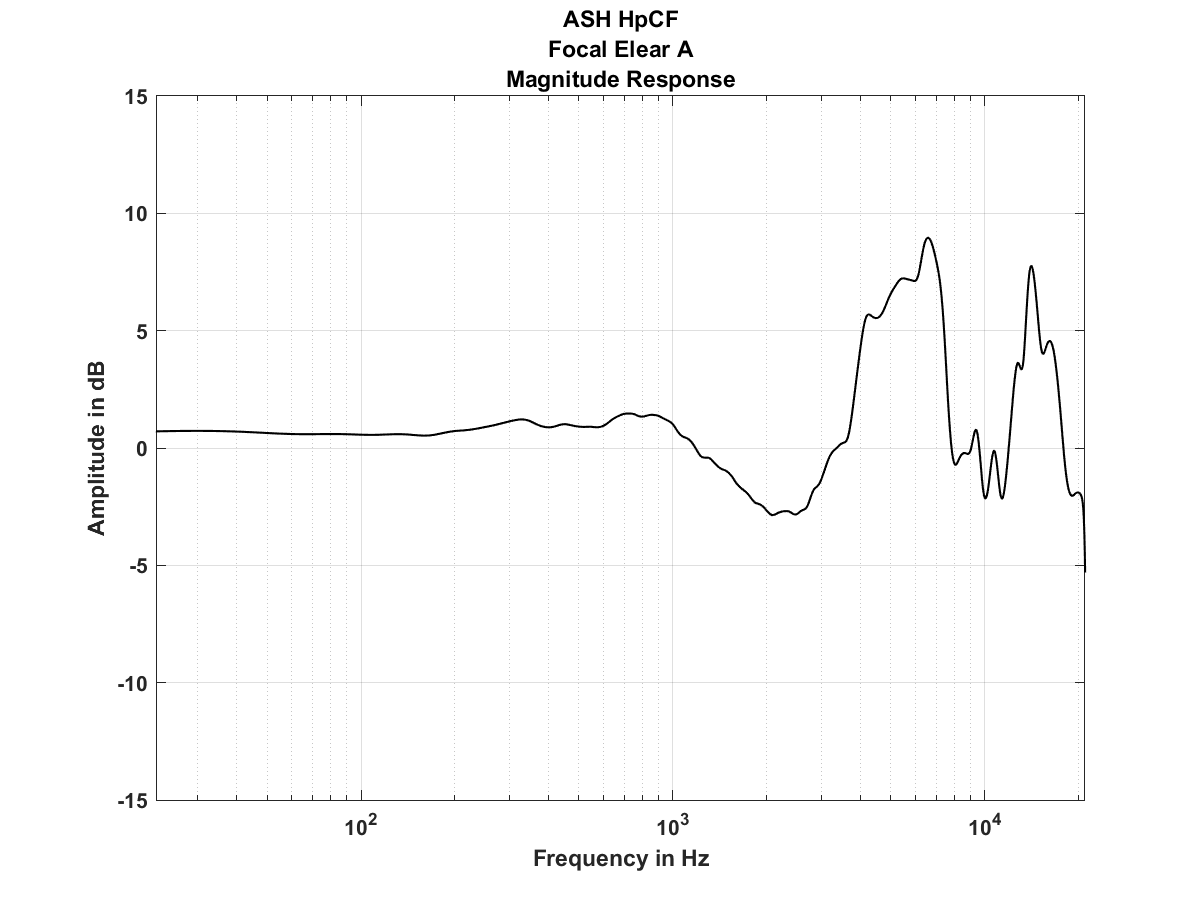 ASH HpCF
Focal Elear A
Magnitude Response
15
10
5
0
-5
-10
-15
Amplitude in dB
10² 10³ 10⁴
Frequency in Hz